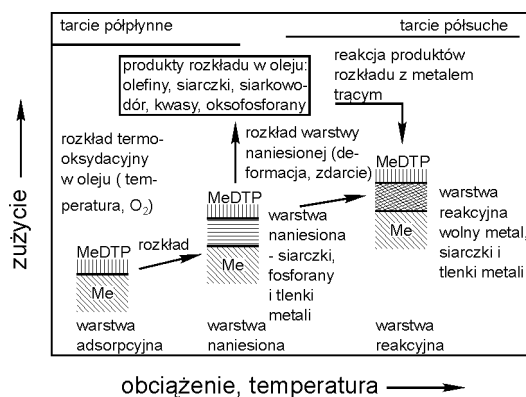 tarcie półpłynne
tarcie półsuche
produkty rozkładu w oleju:
olefiny, siarczki, siarkowo-
dór, kwasy, oksofosforany
reakcja produktów
rozkładu z metalem
trącym
rozkład termo-
oksydacyjny
w oleju ( tem-
peratura, O₂)
rozkład warstwy
naniesionej (de-
formacja, zdarcie)
MeDTP
Me
warstwa
reakcyjna
wolny metal,
siarczki i
tlenki metali
MeDTP
Me
warstwa
naniesiona
- siarczki,
fosforany
i tlenki
metali
MeDTP
Me
rozkład
warstwa
adsorpcyjna
warstwa
naniesiona
warstwa
reakcyjna
zużycie
obciążenie, temperatura